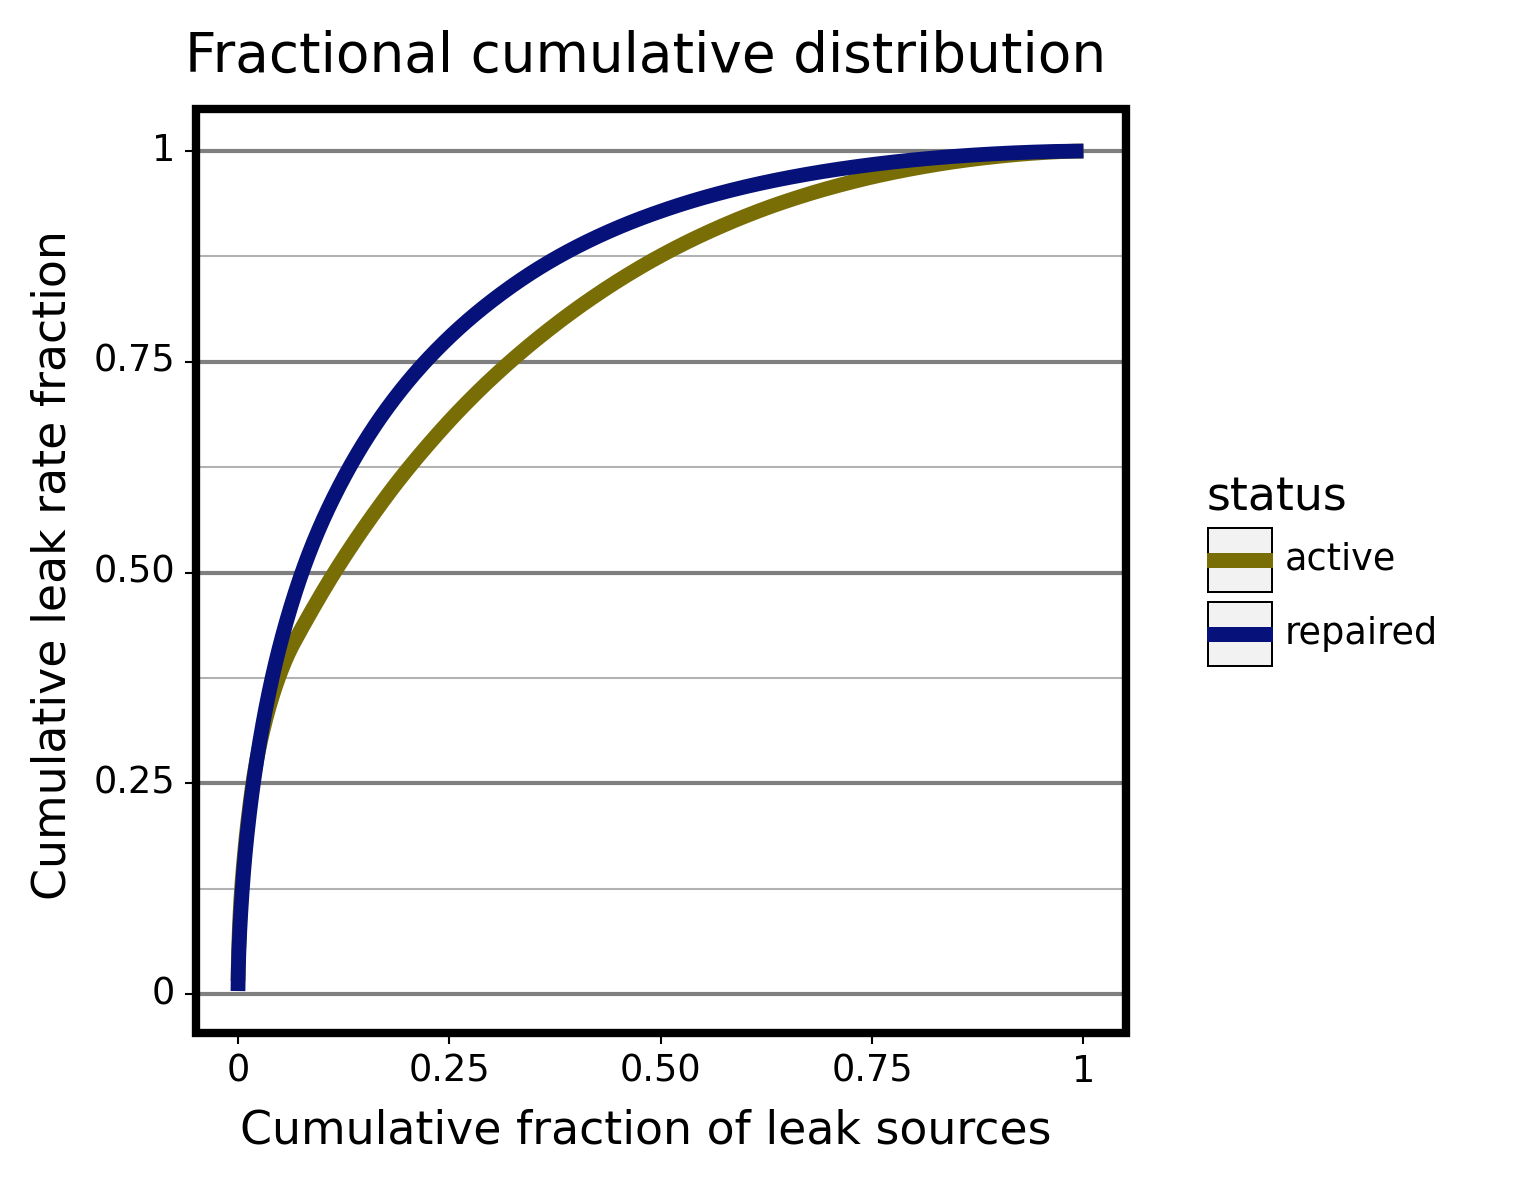 Fractional cumulative distribution
Cumulative leak rate fraction
1
0.75
0.50
0.25
0
0 0.25 0.50 0.75 1
Cumulative fraction of leak sources
status
active
repaired